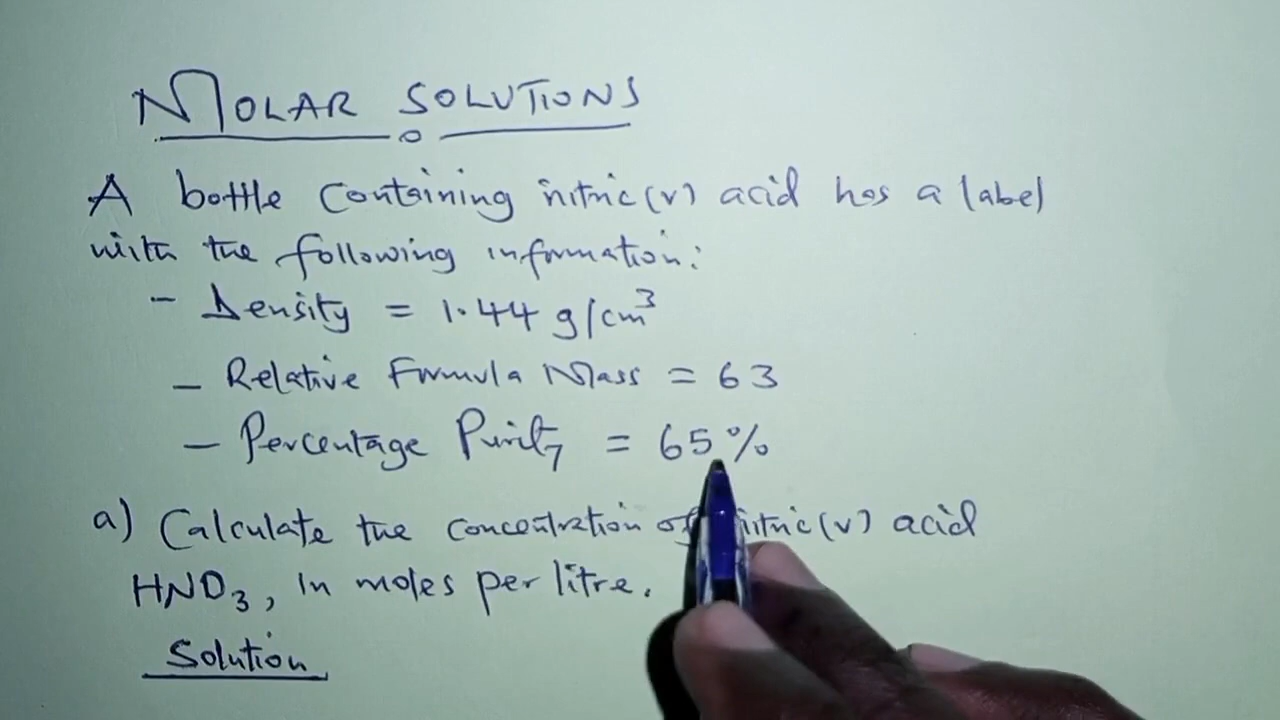 MOLAR SOLUTIONS
A bottle containing nitric(v) acid has a label
with the following information:
- Density = 1.44 g/cm³
- Relative Formula Mass = 63
- Percentage Purity = 65%
a) Calculate the concentration of nitric(v) acid
HNO3, in moles per litre.
Solution